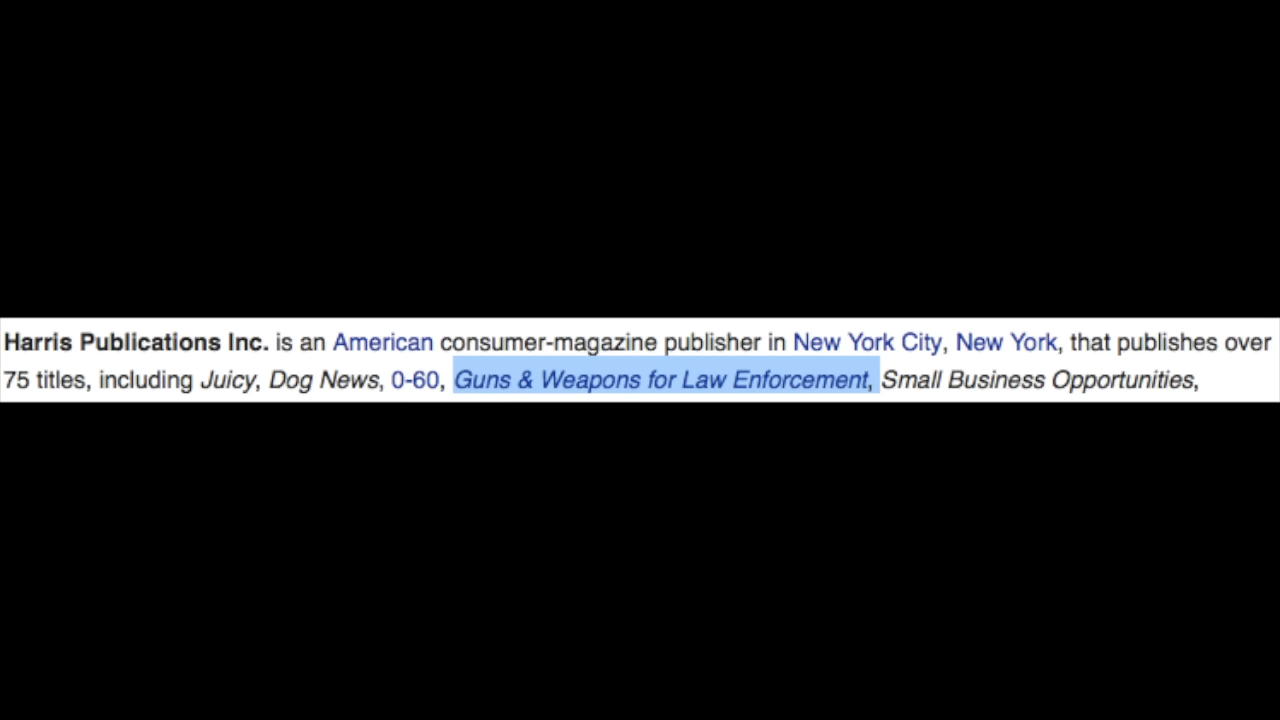 Harris Publications Inc. is an American consumer-magazine publisher in New York City, New York, that publishes over
75 titles, including Juicy, Dog News, 0-60, Guns & Weapons for Law Enforcement, Small Business Opportunities,